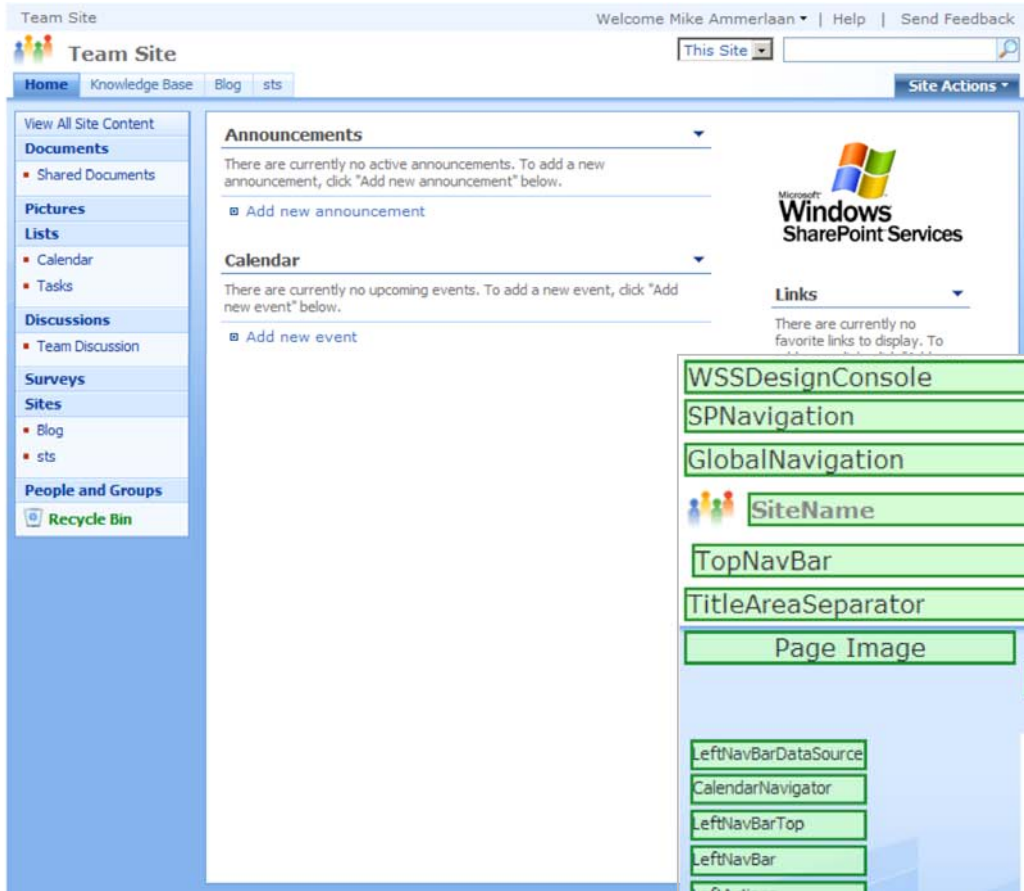 Team Site
Welcome Mike Ammerlaan | Help | Send Feedback
Team Site
This Site
Home Knowledge Base Blog sts
Site Actions
View All Site Content
Documents
Shared Documents
Pictures
Lists
Calendar
Tasks
Discussions
Team Discussion
Surveys
Sites
Blog
sts
People and Groups
Recycle Bin
Announcements
There are currently no active announcements. To add a new
announcement, click "Add new announcement" below.
Add new announcement
Calendar
There are currently no upcoming events. To add a new event, click "Add
new event" below.
Add new event
Microsoft
Windows
SharePoint Services
Links
There are currently no
favorite links to display. To
WSSDesignConsole
SPNavigation
GlobalNavigation
SiteName
TopNavBar
TitleAreaSeparator
Page Image
LeftNavBarDataSource
CalendarNavigator
LeftNavBarTop
LeftNavBar